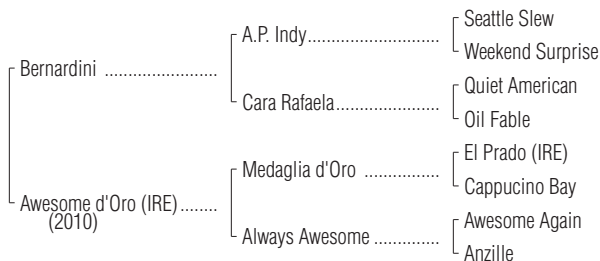 Seattle Slew
A.P. Indy......................................
Weekend Surprise
Bernardini ................................
Quiet American
Cara Rafaela..............................
Oil Fable
El Prado (IRE)
Medaglia d'Oro .....................
Cappucino Bay
Awesome d'Oro (IRE)..........
(2010)
Awesome Again
Always Awesome ...................
Anzille